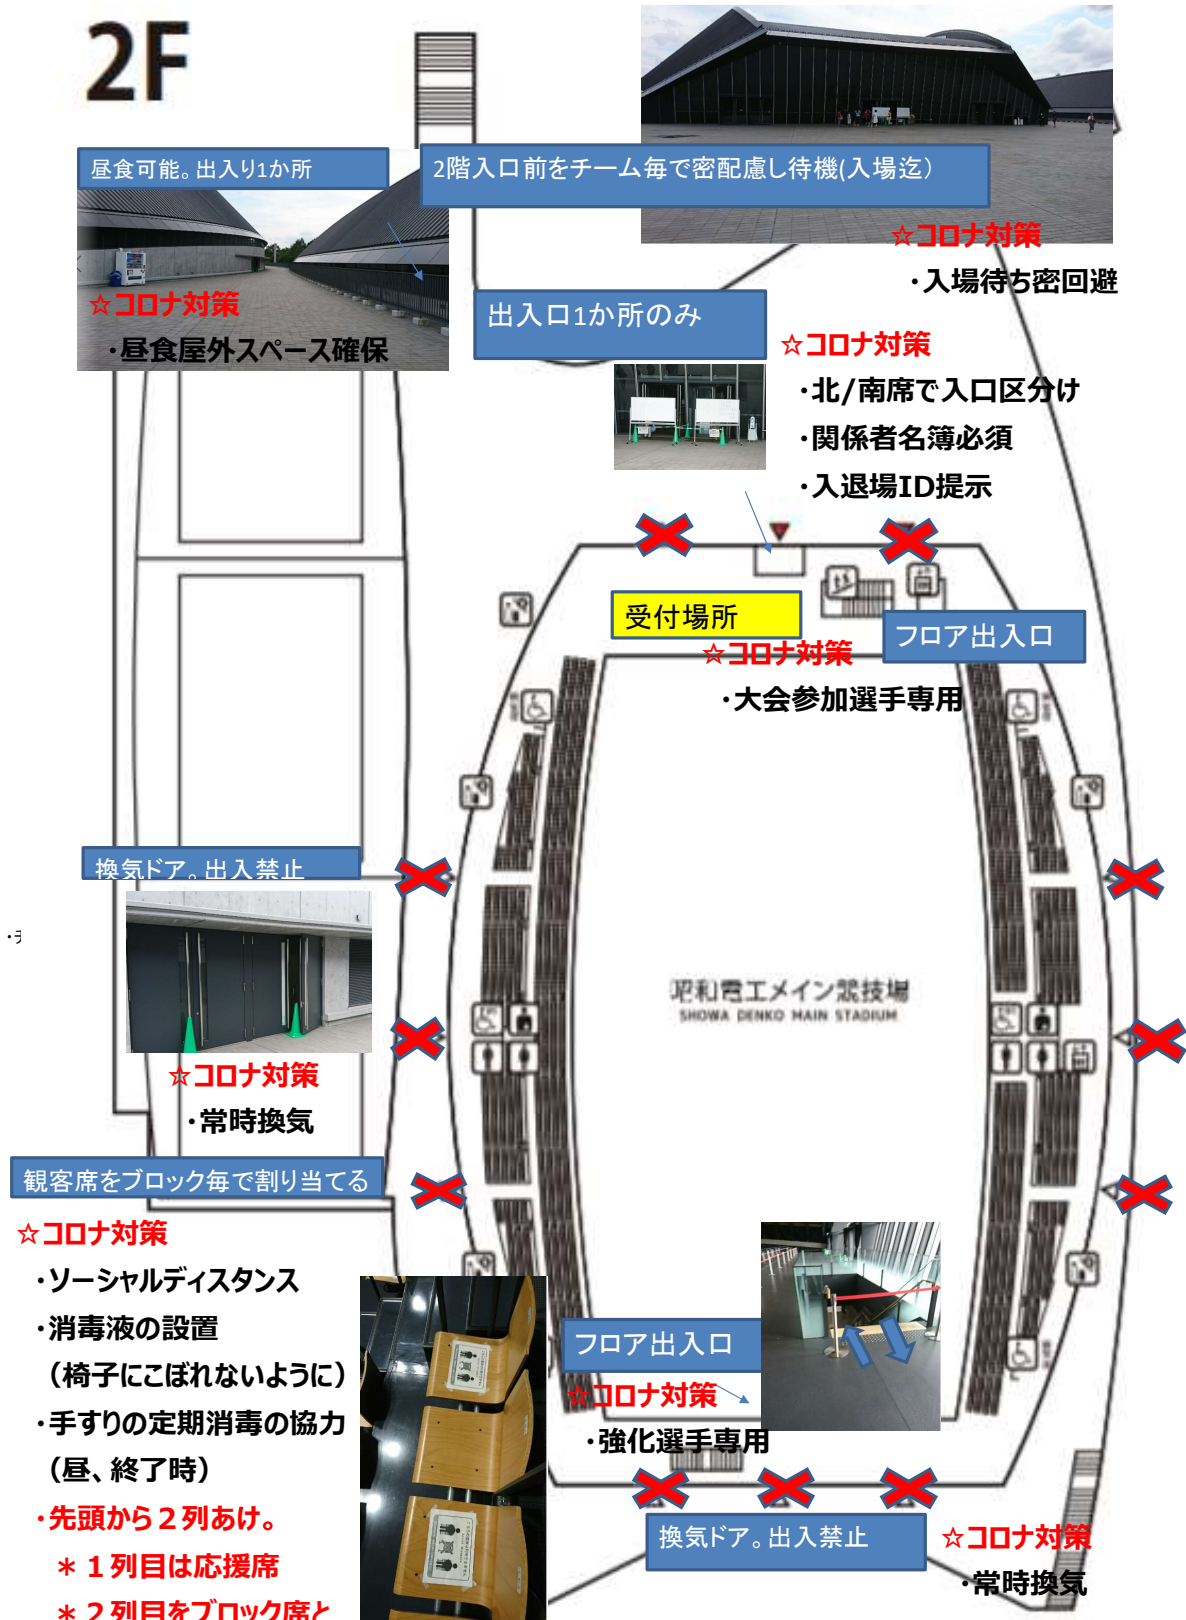 2F
昼食可能。出入り1か所
2階入口前をチーム毎で密配慮し待機(入場迄）
☆コロナ対策
・入場待ち密回避
☆コロナ対策
・昼食屋外スペース確保
出入口1か所のみ
☆コロナ対策
・北/南席で入口区分け
・関係者名簿必須
・入退場ID提示
受付場所
フロア出入口
☆コロナ対策
・大会参加選手専用
換気ドア。出入禁止
昭和電工メイン競技場
SHOWA DENKO MAIN STADIUM
☆コロナ対策
・常時換気
観客席をブロック毎で割り当てる
☆コロナ対策
・ソーシャルディスタンス
・消毒液の設置
（椅子にこぼれないように）
・手すりの定期消毒の協力
（昼、終了時）
・先頭から２列あけ。
＊１列目は応援席
＊２列目をブロック席と
フロア出入口
☆コロナ対策
・強化選手専用
換気ドア。出入禁止
☆コロナ対策
・常時換気